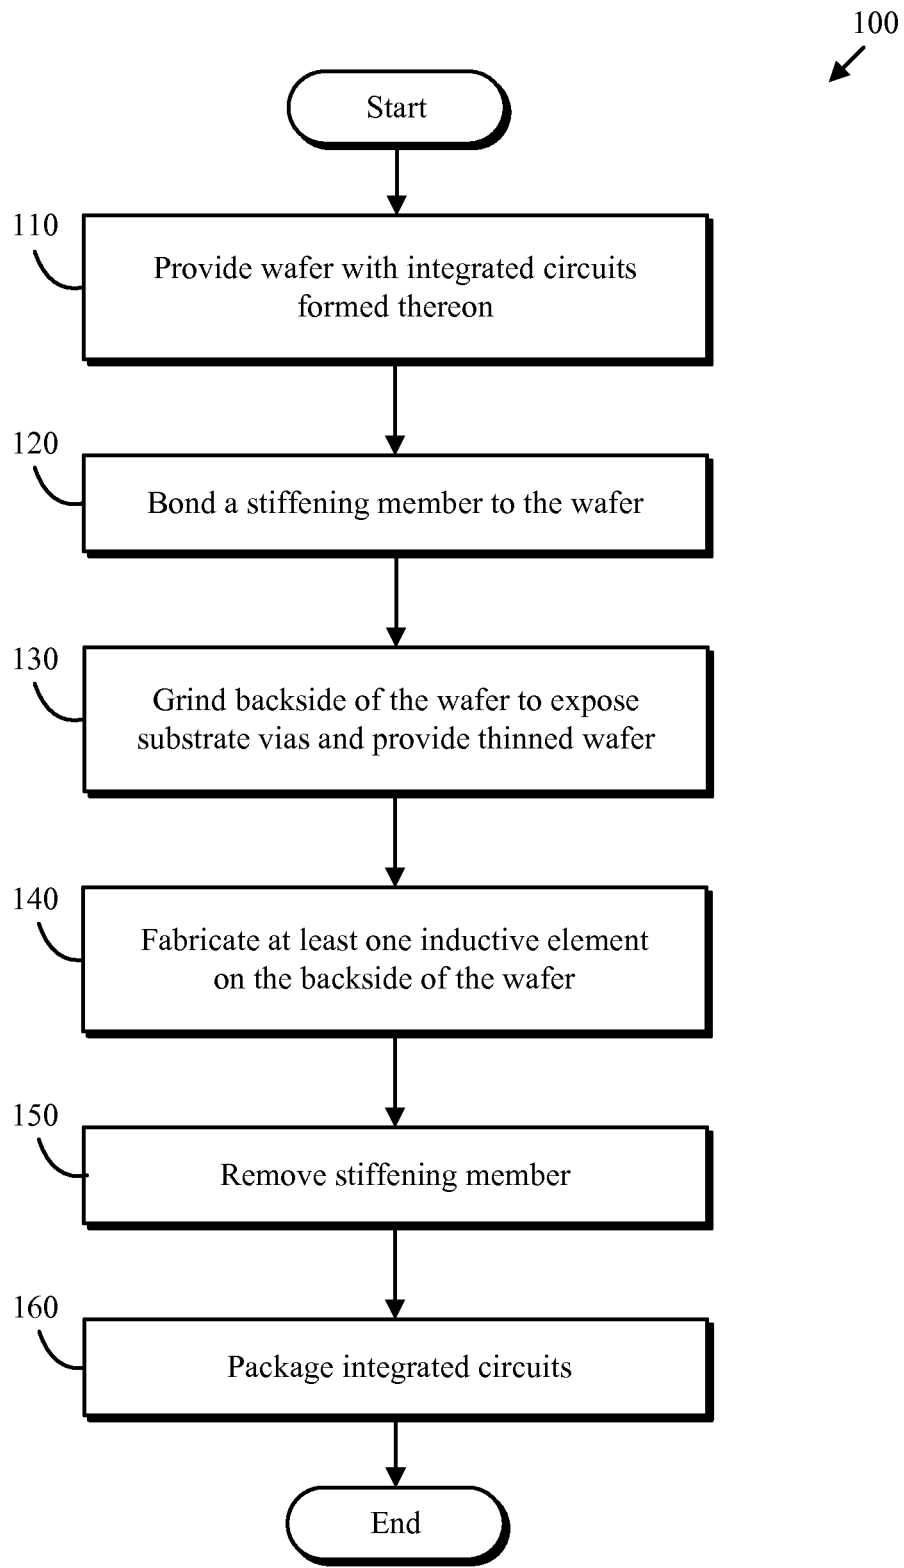 100
Start
110
Provide wafer with integrated circuits
formed thereon
120
Bond a stiffening member to the wafer
130
Grind backside of the wafer to expose
substrate vias and provide thinned wafer
140
Fabricate at least one inductive element
on the backside of the wafer
150
Remove stiffening member
160
Package integrated circuits
End